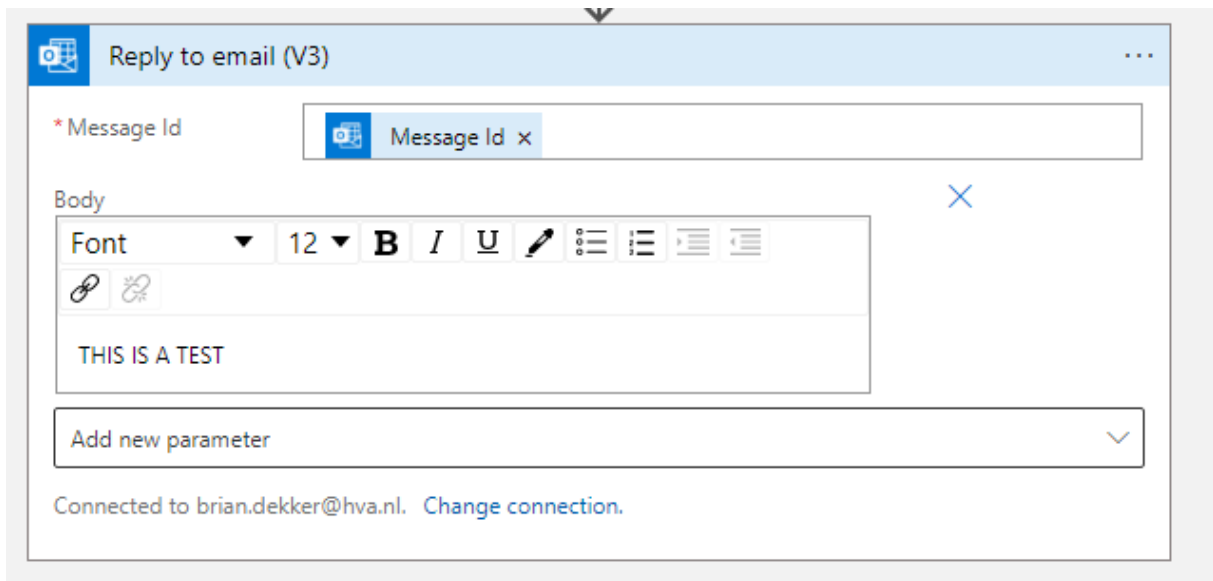 Reply to email (V3)
* Message Id
Message Id ×
Body
Font 12 B I U
THIS IS A TEST
Add new parameter
Connected to brian.dekker@hva.nl. Change connection.